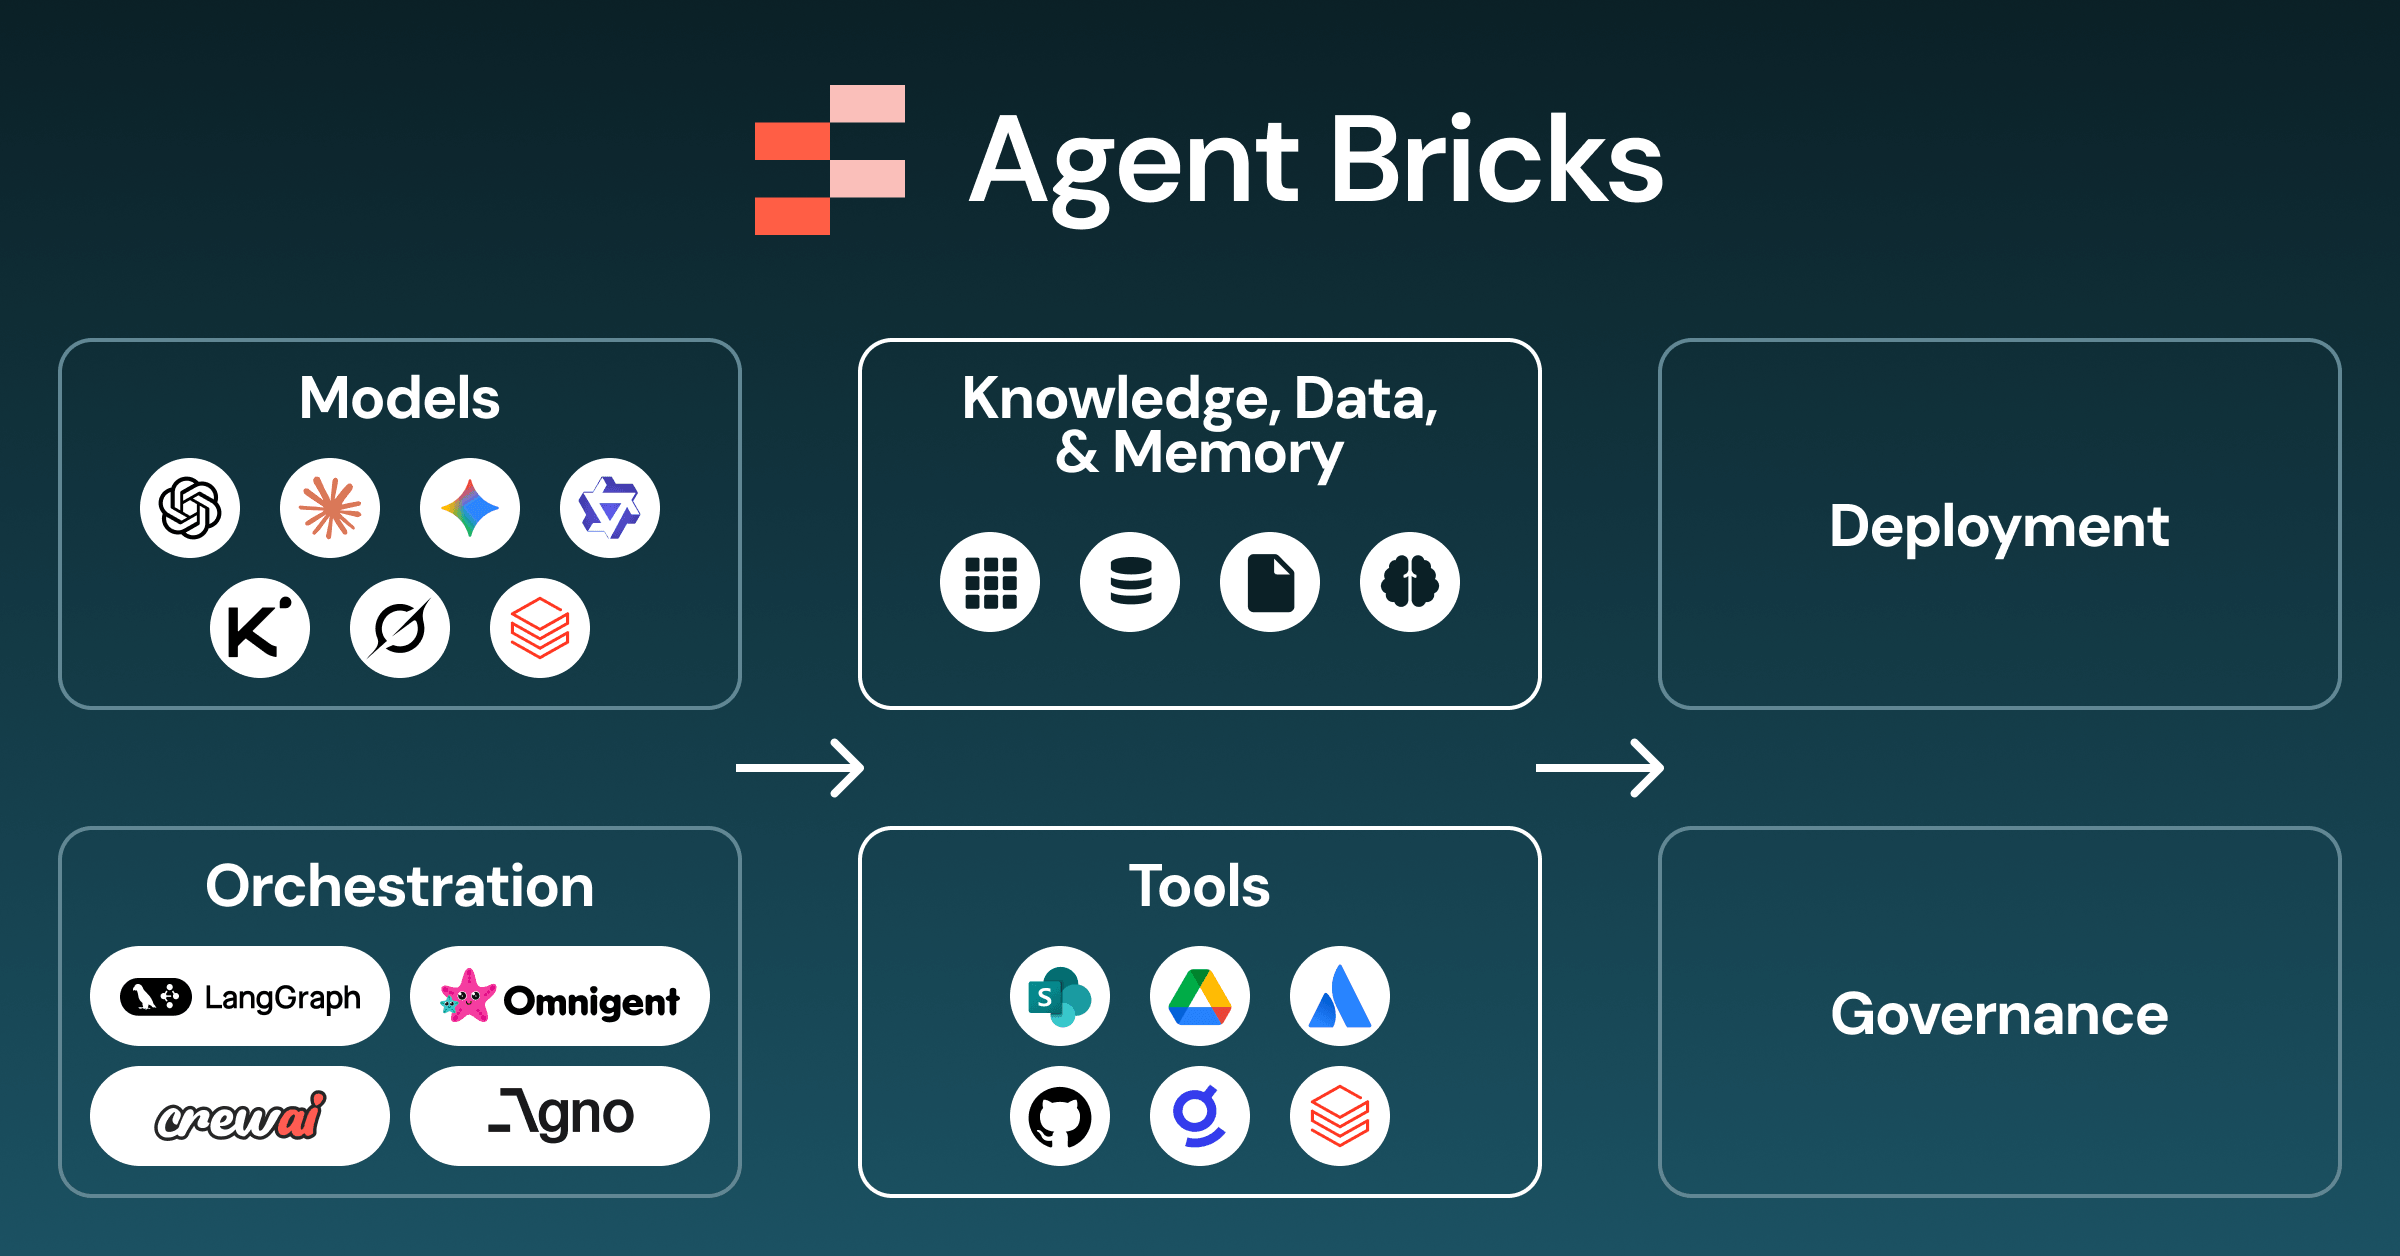 Agent Bricks
Models
K
Knowledge, Data,
& Memory
Deployment
Orchestration
LangGraph
Omnigent
crewai
Agno
Tools
S
g
Governance